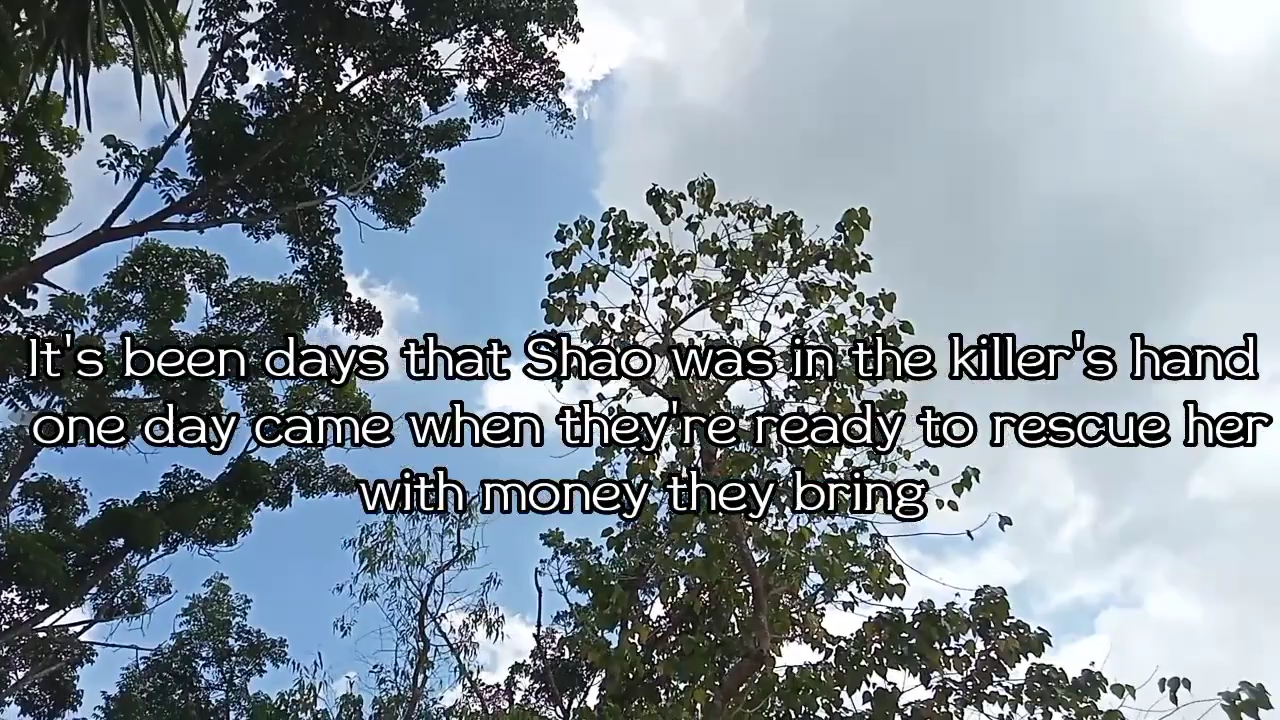 It's been days that Shao was in the killer's hand
one day came when they're ready to rescue her
with money they bring